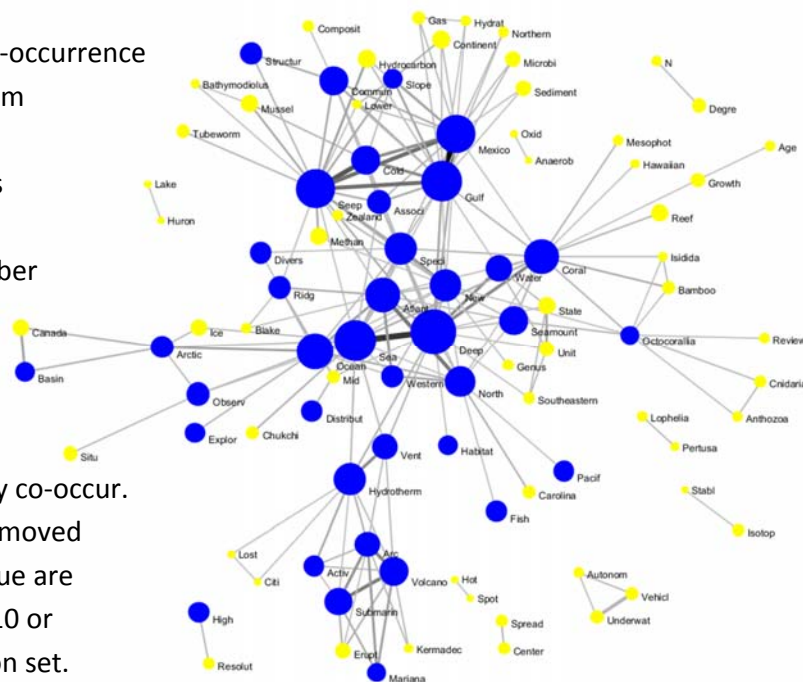 -occurrence
m
s
ber
y co-occur.
moved
ue are
10 or
on set.
Composit
Gas
Hydrat
Northern
Continent
Structur
Hydrocarbon
Microbi
N
Bathymodiolus
Commun
Slope
Sediment
Degre
Mussel
Lower
Tubeworm
Mexico
Oxid
Mesophot
Age
Anaerob
Cold
Hawaiian
Growth
Lake
Seep
Gulf
Huron
Zealand
Associ
Reef
Methan
Divers
Speci
Coral
Isidida
Water
Ridg
New
Bamboo
Atlant
State
Canada
Ice
Blake
Seamount
Octocorallia
Review
Arctic
Sea
Deep
Unit
Basin
Ocean
Genus
Mid
Western
North
Cnidaria
Observ
Southeastern
Distribut
Lophelia
Anthozoa
Explor
Chukchi
Habitat
Pertusa
Situ
Vent
Pacif
Hydrotherm
Carolina
Stabl
Fish
Isotop
Lost
Arc
Citi
Activ
Volcano
Hot
Autonom
Spot
Vehicl
High
Submarin
Underwat
Spread
Resolut
Erupt
Kermadec
Center
Mariana